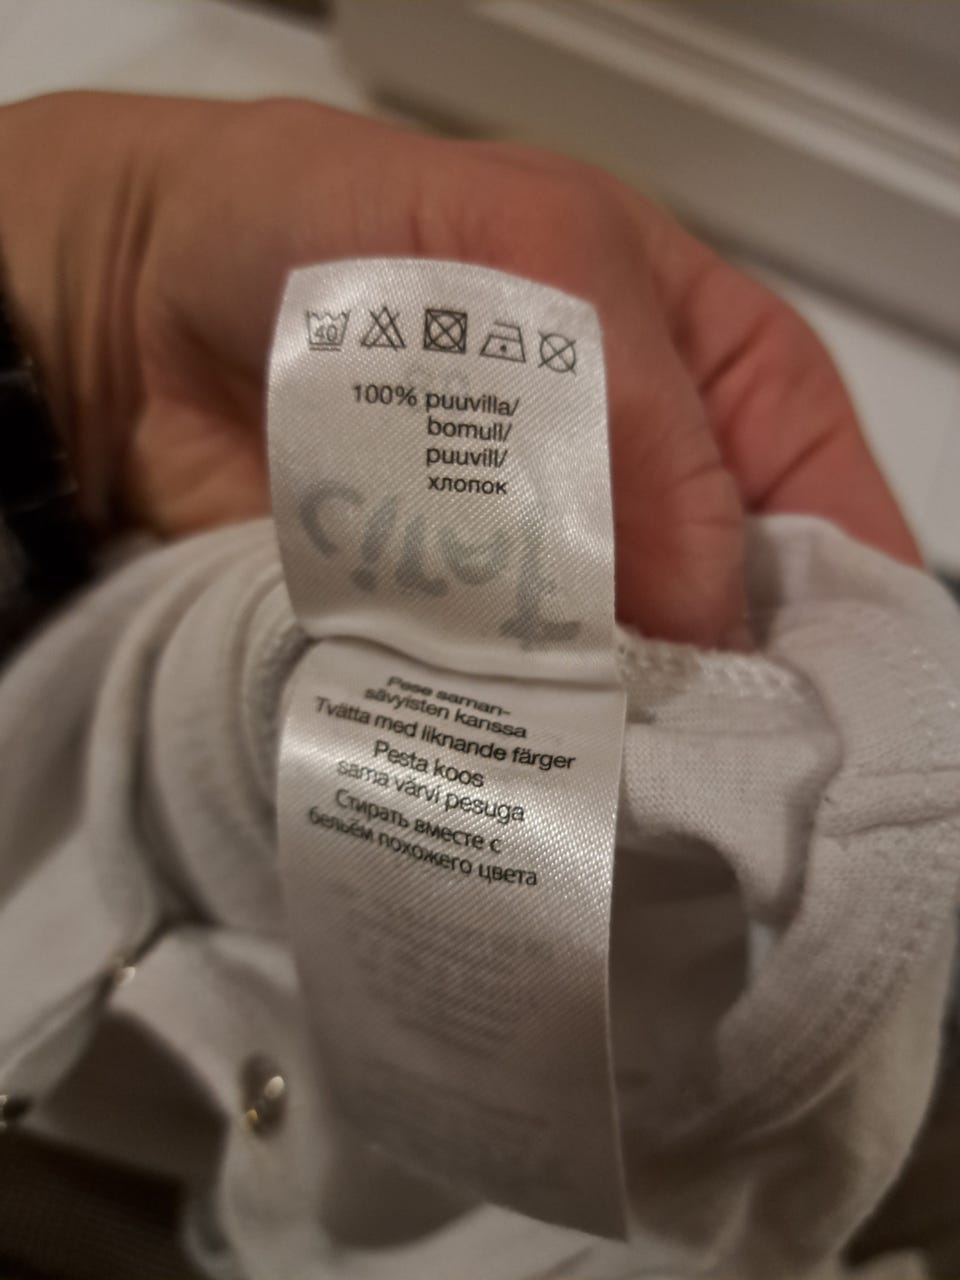 40
100% puuvilla/
bomull/
puuvill/
хлопок
Pese saman-
sävyisten kanssa
Tvätta med liknande färger
Pesta koos
sama värvi pesuga
Стирать вместе с
бельём похожего цвета